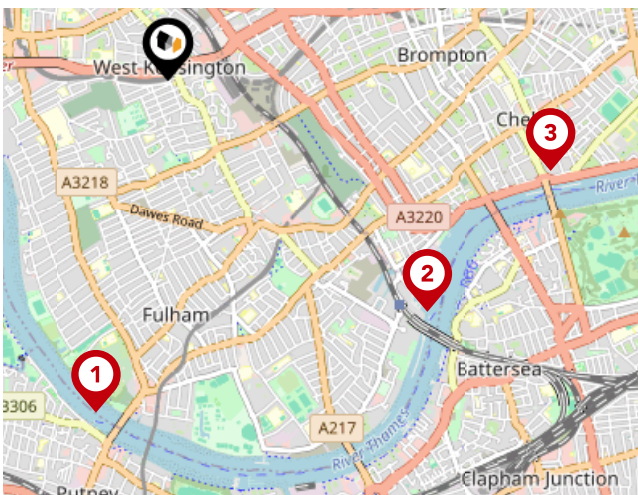 Brompton
West Kensington
Chel
3
A3218
River T
Dawes Road
A3220
2
Fulham
1
Battersea
3306
A217
River Thames
Clapham Junction
Putney